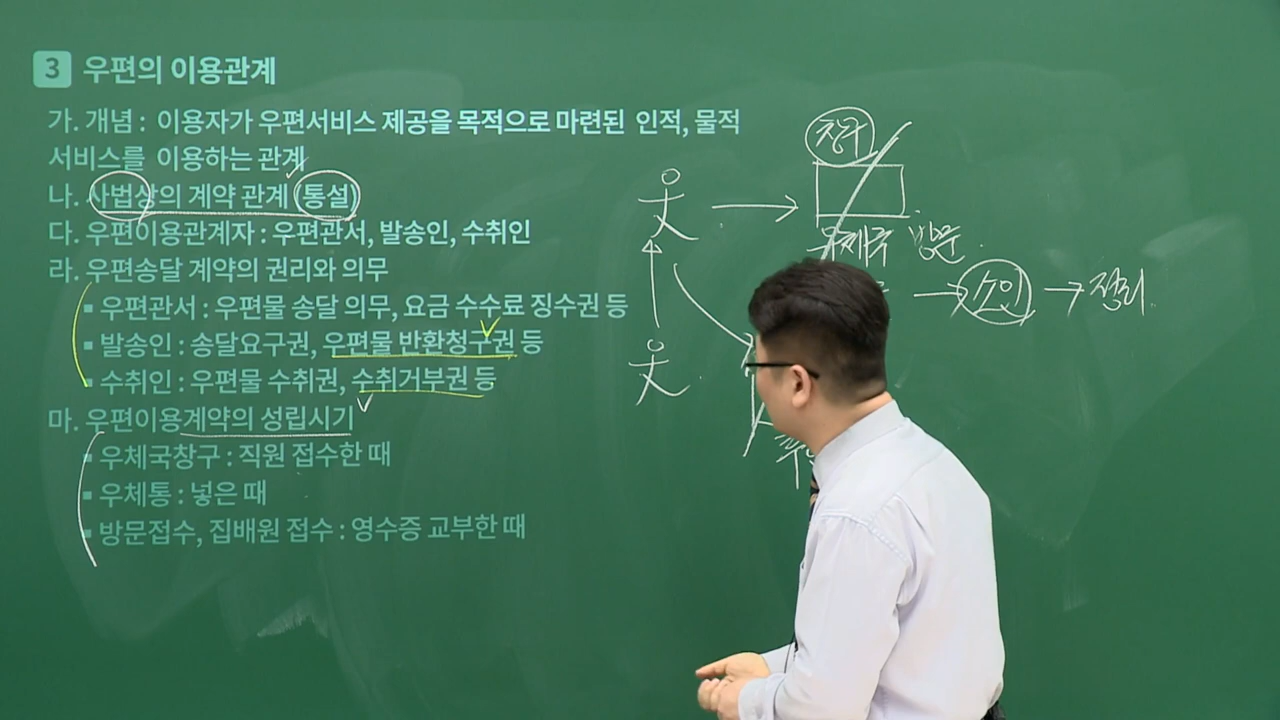 3 우편의 이용관계
가. 개념 : 이용자가 우편서비스 제공을 목적으로 마련된 인적, 물적
서비스를 이용하는 관계
나. 사법상의 계약 관계 (통설)
다. 우편이용관계자 : 우편관서, 발송인, 수취인
라. 우편송달 계약의 권리와 의무
▪ 우편관서 : 우편물 송달 의무, 요금 수수료 징수권 등
▪ 발송인 : 송달요구권, 우편물 반환청구권 등
▪ 수취인 : 우편물 수취권, 수취거부권 등
마. 우편이용계약의 성립시기
▪ 우체국창구 : 직원 접수한 때
▪ 우체통 : 넣은 때
▪ 방문접수, 집배원 접수 : 영수증 교부한 때
창구
방문
→ 소인 →